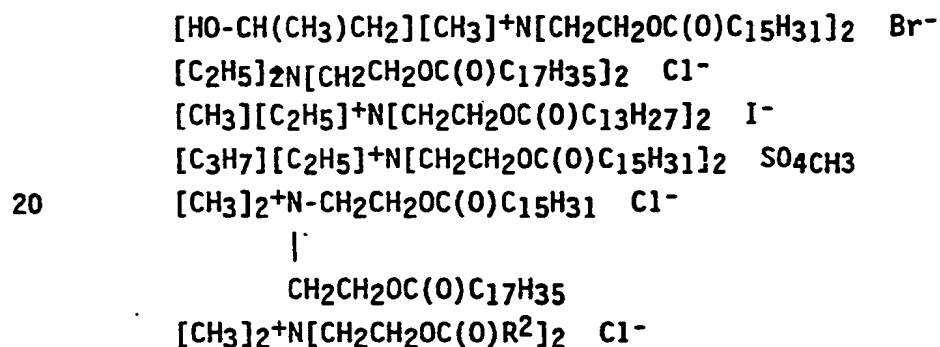 [HO-CH(CH3)CH2][CH3]+N[CH2CH2OC(O)C15H31]2 Br-
[C2H5]2N[CH2CH2OC(O)C17H35]2 Cl-
[CH3][C2H5]+N[CH2CH2OC(O)C13H27]2 I-
[C3H7][C2H5]+N[CH2CH2OC(O)C15H31]2 SO4CH3
20 [CH3]2+N-CH2CH2OC(O)C15H31 Cl-
|
CH2CH2OC(O)C17H35
[CH3]2+N[CH2CH2OC(O)R2]2 Cl-